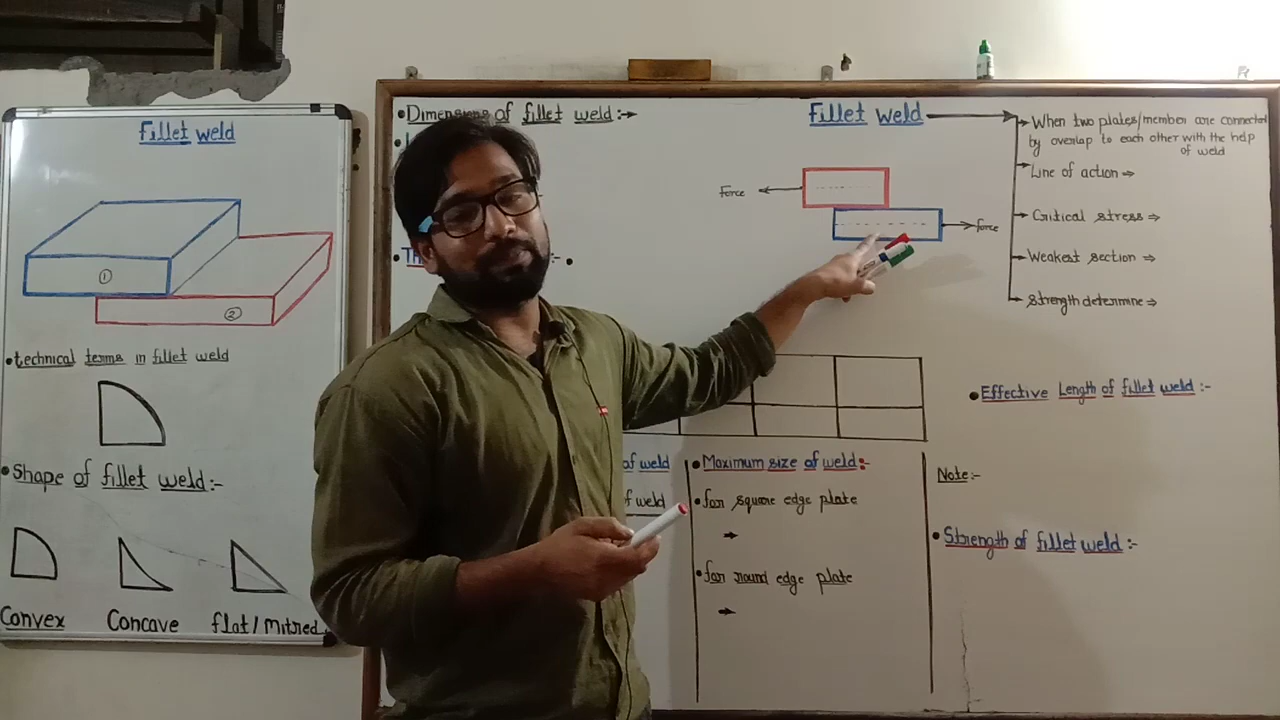 Fillet weld
1
2
•technical terms in fillet weld
•Shape of fillet weld:-
Convex
Concave
flat/Mitred
•Dimensions of fillet weld:→
Fillet weld
→When two plates/member are connected
by overlap to each other with the help
of weld
→Line of action ⇒
→Critical stress ⇒
→Weakest section ⇒
→Strength determine ⇒
Force
force
of weld
of weld
•Maximum size of weld:-
•for square edge plate
→
•for round edge plate
→
•Effective Length of fillet weld:-
Note:-
•Strength of fillet weld:-